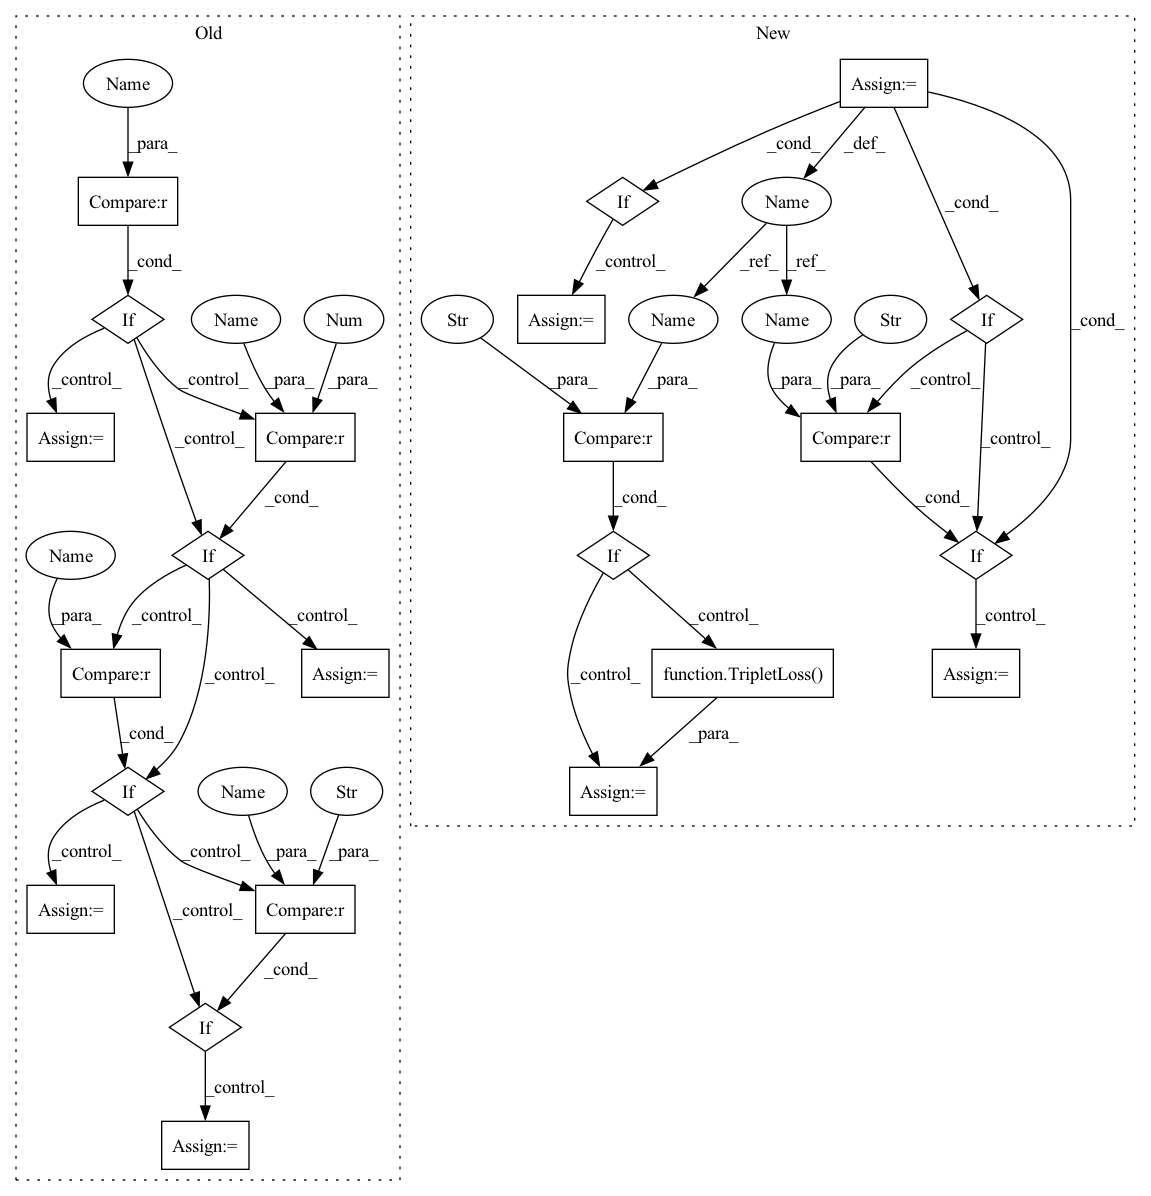 Old
New
Name
Assign:=
_para_
_cond_
_def_
Compare:r
If
Name
_cond_
_cond_
_control_
_ref_
_ref_
If
Name
Num
Str
Assign:=
Name
Name
Str
If
_cond_
_control_
_control_
_para_
_para_
_para_
_para_
_para_
_para_
_control_
Assign:=
_control_
Compare:r
Compare:r
Compare:r
_control_
_cond_
_cond_
_cond_
Name
If
If
If
_para_
_control_
_control_
_control_
_control_
Compare:r
_control_
Assign:=
_control_
function.TripletLoss()
Assign:=
_cond_
_para_
If
Name
Str
Assign:=
_control_
_control_
_para_
_para_
Assign:=
_control_
Compare:r
_cond_
If
_control_
Assign:=